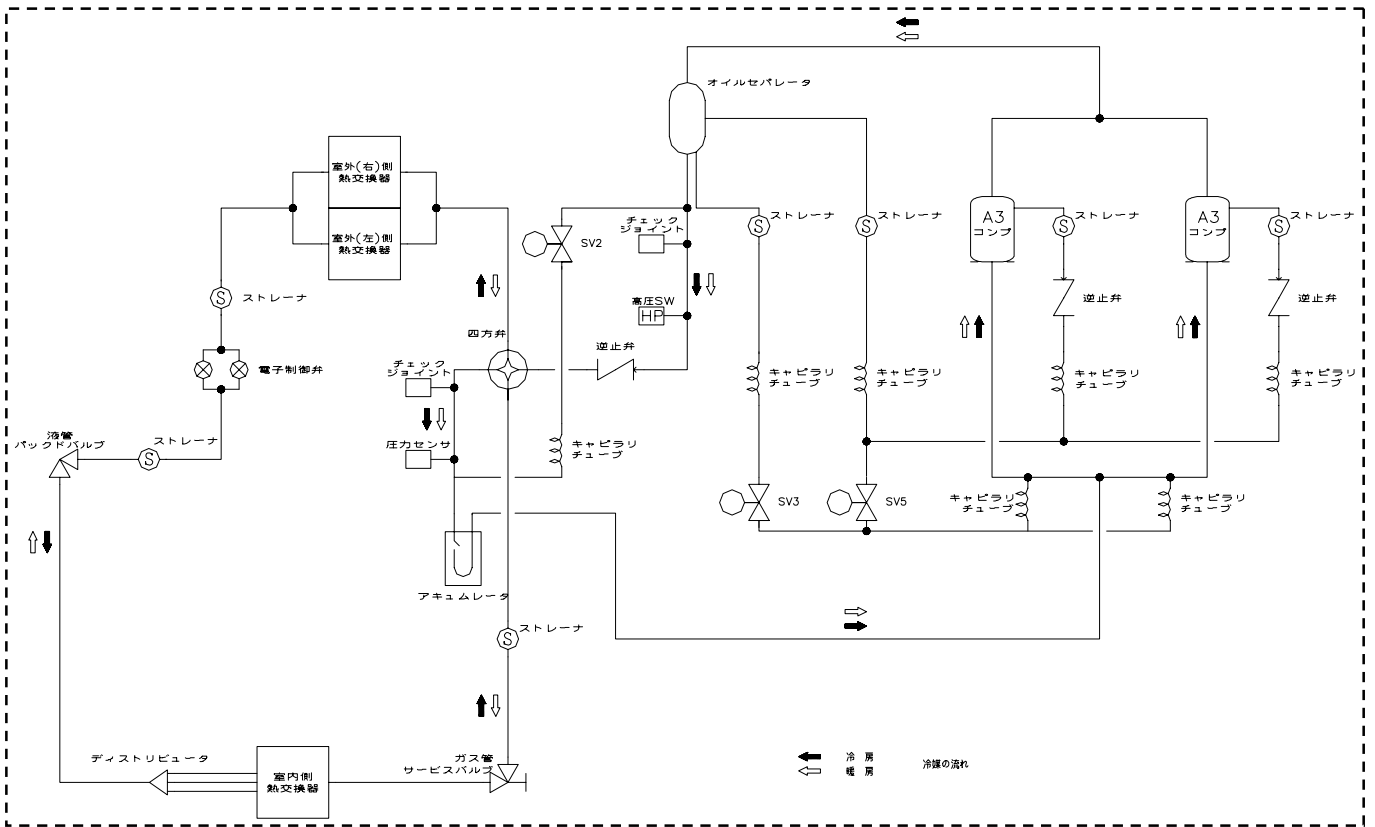 オイルセパレータ
室外(右)側
熱交換器
室外(左)側
熱交換器
チェック
ジョイント
SV2
S
ストレーナ
S
ストレーナ
A3
コンプ
S
ストレーナ
A3
コンプ
S
ストレーナ
S
ストレーナ
高圧SW
HP
逆止弁
逆止弁
四方弁
逆止弁
電子制御弁
チェック
ジョイント
キャピラリ
チューブ
キャピラリ
チューブ
キャピラリ
チューブ
キャピラリ
チューブ
液管
パックドバルブ
ストレーナ
S
圧力センサ
キャピラリ
チューブ
SV3
SV5
キャピラリ
チューブ
キャピラリ
チューブ
アキュムレータ
S
ストレーナ
ディストリビュータ
室内側
熱交換器
ガス管
サービスバルブ
冷房
暖房
冷媒の流れ